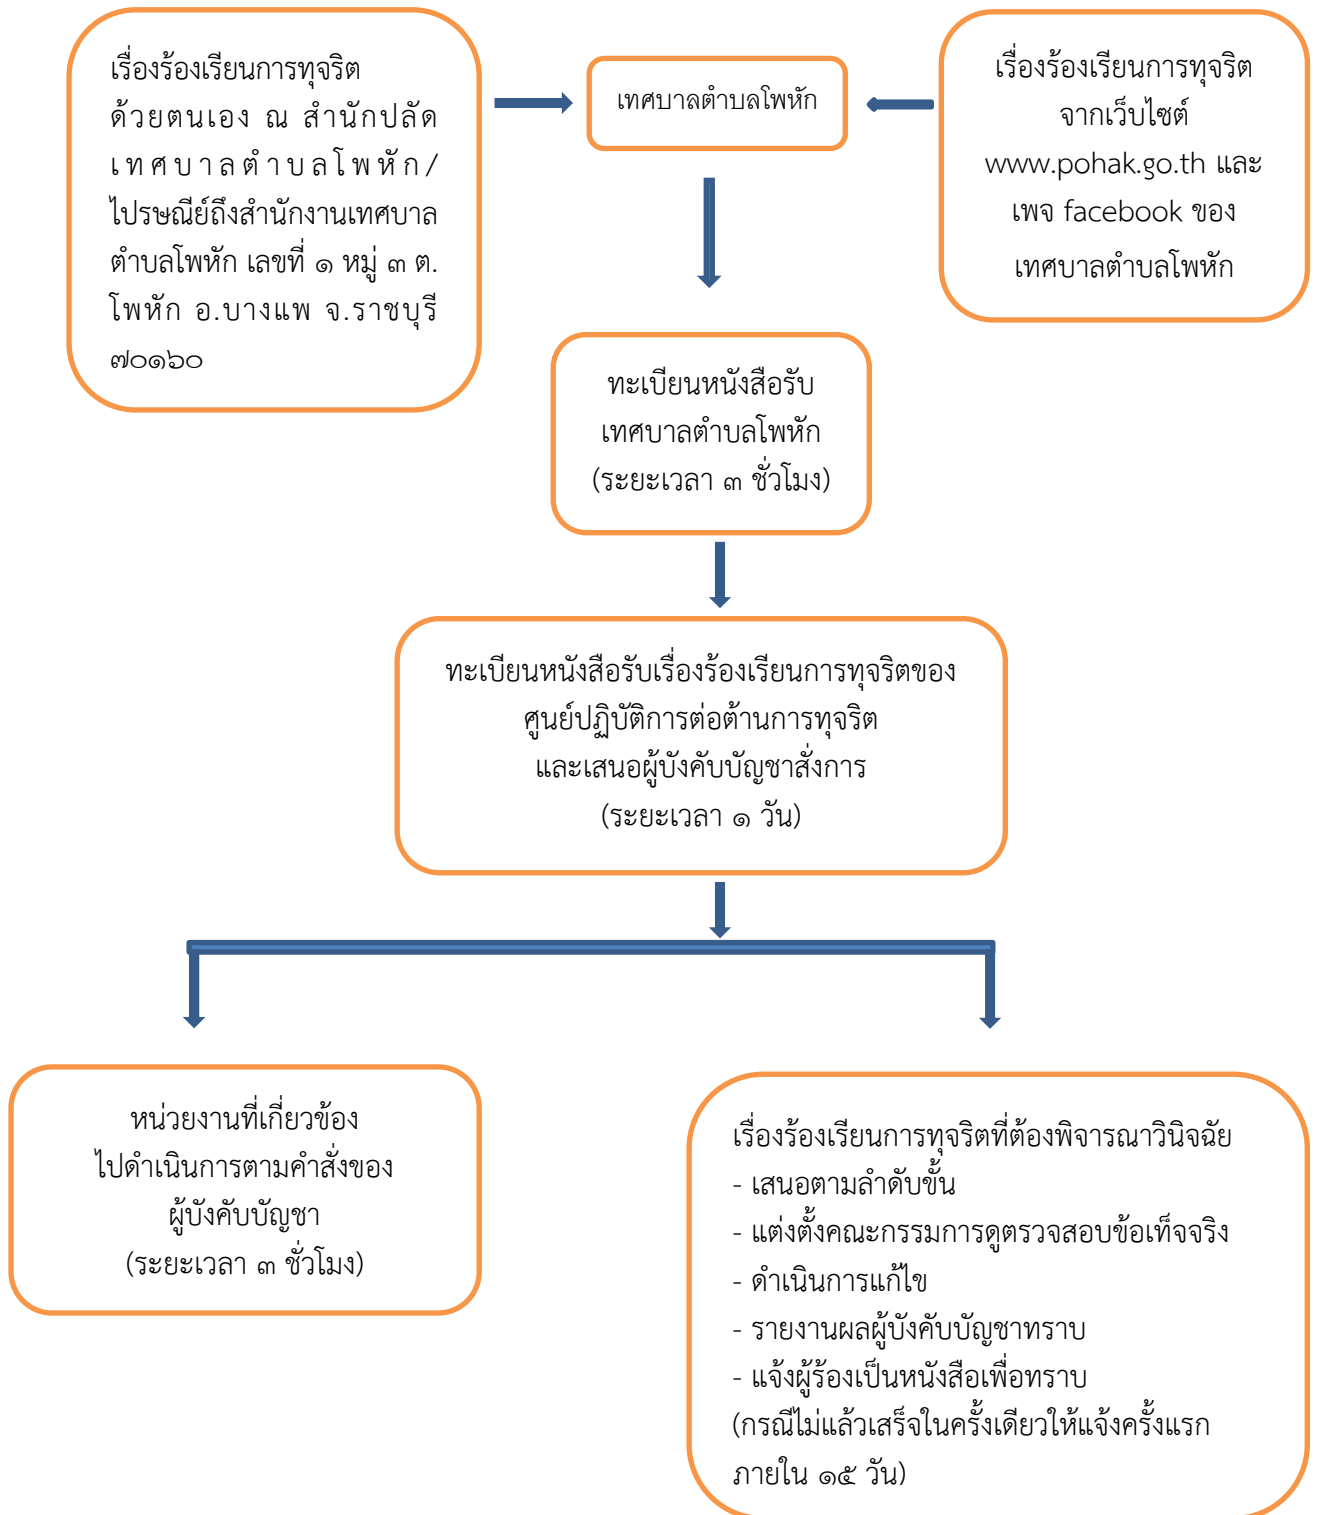 เรื่องร้องเรียนการทุจริต
ด้วยตนเอง ณ สำนักปลัด
เทศบาลตำบลโพหัก/
ไปรษณีย์ถึงสำนักงานเทศบาล
ตำบลโพหัก เลขที่ ๑ หมู่ ๓ ต.
โพหัก อ.บางแพ จ.ราชบุรี
๗๐๑๖๐
เทศบาลตำบลโพหัก
เรื่องร้องเรียนการทุจริต
จากเว็บไซต์
www.pohak.go.th และ
เพจ facebook ของ
เทศบาลตำบลโพหัก
ทะเบียนหนังสือรับ
เทศบาลตำบลโพหัก
(ระยะเวลา ๓ ชั่วโมง)
ทะเบียนหนังสือรับเรื่องร้องเรียนการทุจริตของ
ศูนย์ปฏิบัติการต่อต้านการทุจริต
และเสนอผู้บังคับบัญชาสั่งการ
(ระยะเวลา ๑ วัน)
หน่วยงานที่เกี่ยวข้อง
ไปดำเนินการตามคำสั่งของ
ผู้บังคับบัญชา
(ระยะเวลา ๓ ชั่วโมง)
เรื่องร้องเรียนการทุจริตที่ต้องพิจารณาวินิจฉัย
- เสนอตามลำดับขั้น
- แต่งตั้งคณะกรรมการดูตรวจสอบข้อเท็จจริง
- ดำเนินการแก้ไข
- รายงานผลผู้บังคับบัญชาทราบ
- แจ้งผู้ร้องเป็นหนังสือเพื่อทราบ
(กรณีไม่แล้วเสร็จในครั้งเดียวให้แจ้งครั้งแรก
ภายใน ๑๕ วัน)